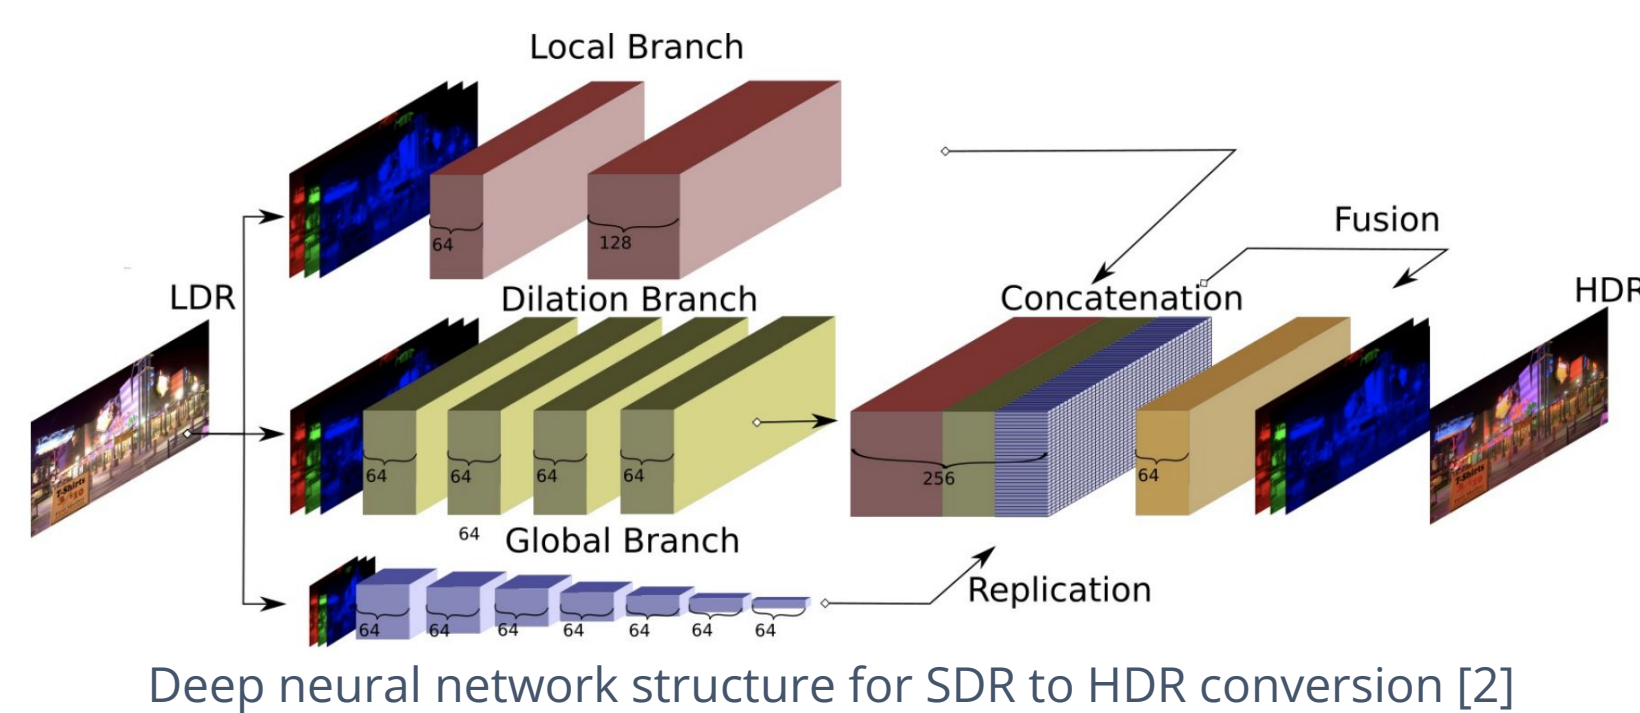 Local Branch
64
128
LDR
Dilation Branch
64
64
64
64
64
Concatenation
256
Fusion
64
HDR
Global Branch
64
64
64
64
64
64
64
Replication
T-Shirts
Deep neural network structure for SDR to HDR conversion [2]